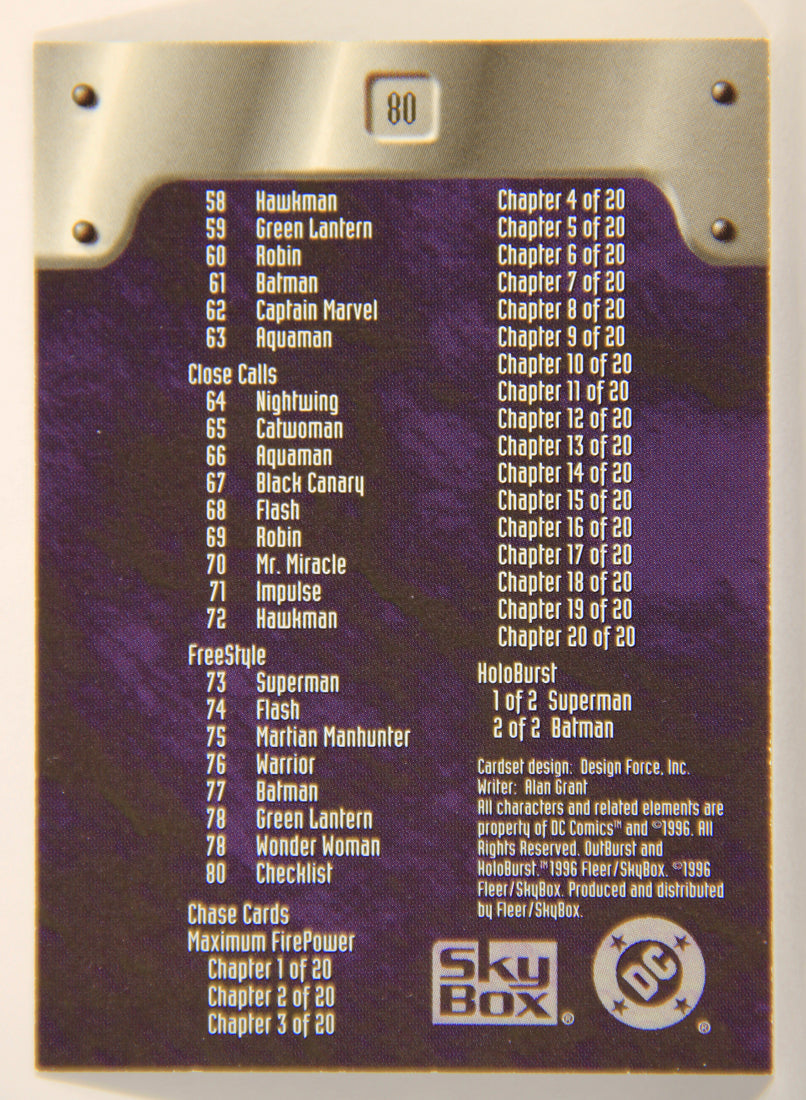 80
58 Hawkman
59 Green Lantern
60 Robin
61 Batman
62 Captain Marvel
63 Aquaman
Close Calls
64 Nightwing
65 Catwoman
66 Aquaman
67 Black Canary
68 Flash
69 Robin
70 Mr. Miracle
71 Impulse
72 Hawkman
FreeStyle
73 Superman
74 Flash
75 Martian Manhunter
76 Warrior
77 Batman
78 Green Lantern
78 Wonder Woman
80 Checklist
Chase Cards
Maximum FirePower
Chapter 1 of 20
Chapter 2 of 20
Chapter 3 of 20
Chapter 4 of 20
Chapter 5 of 20
Chapter 6 of 20
Chapter 7 of 20
Chapter 8 of 20
Chapter 9 of 20
Chapter 10 of 20
Chapter 11 of 20
Chapter 12 of 20
Chapter 13 of 20
Chapter 14 of 20
Chapter 15 of 20
Chapter 16 of 20
Chapter 17 of 20
Chapter 18 of 20
Chapter 19 of 20
Chapter 20 of 20
HoloBurst
1 of 2 Superman
2 of 2 Batman
Cardset design: Design Force, Inc.
Writer: Alan Grant
All characters and related elements are
property of DC Comics™ and ©1996. All
Rights Reserved. OutBurst and
HoloBurst,™1996 Fleer/SkyBox. ©1996
Fleer/SkyBox. Produced and distributed
by Fleer/SkyBox.
Sky
Box®
DC®